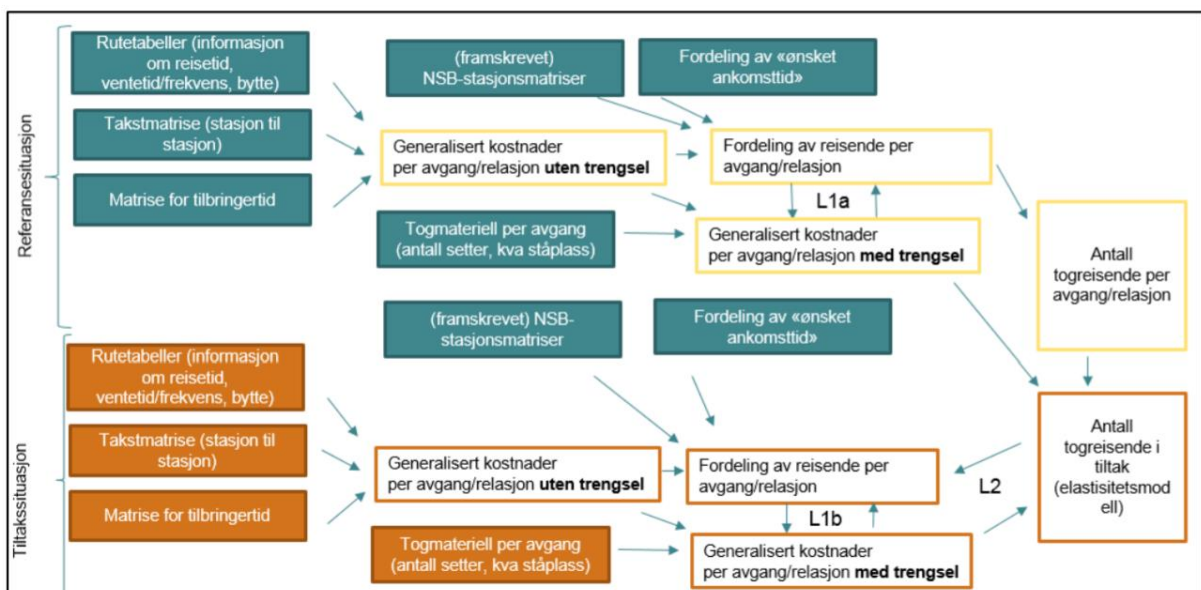 Referansesituasjon
Rutetabeller (informasjon
om reisetid,
ventetid/frekvens, bytte)
Takstmatrise (stasjon til
stasjon)
Matrise for tilbringertid
(framskrevet)
NSB-stasjonsmatriser
Fordeling av «ønsket
ankomsttid»
Generalisert kostnader
per avgang/relasjon uten trengsel
Fordeling av reisende per
avgang/relasjon
L1a
Togmateriell per avgang
(antall setter, kva ståplass)
Generalisert kostnader
per avgang/relasjon med trengsel
Antall
togreisende per
avgang/relasjon
Tiltakssituasjon
(framskrevet) NSB-
stasjonsmatriser
Fordeling av «ønsket
ankomsttid»
Rutetabeller (informasjon
om reisetid,
ventetid/frekvens, bytte)
Takstmatrise (stasjon til
stasjon)
Matrise for tilbringertid
Generalisert kostnader
per avgang/relasjon uten trengsel
Fordeling av reisende per
avgang/relasjon
L1b
Togmateriell per avgang
(antall setter, kva ståplass)
Generalisert kostnader
per avgang/relasjon med trengsel
L2
Antall
togreisende i
tiltak
(elastisitetsmod
ell)